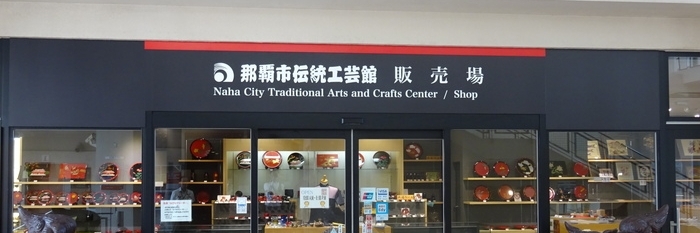 那覇市伝統工芸館 販売場
Naha City Traditional Arts and Crafts Center / Shop